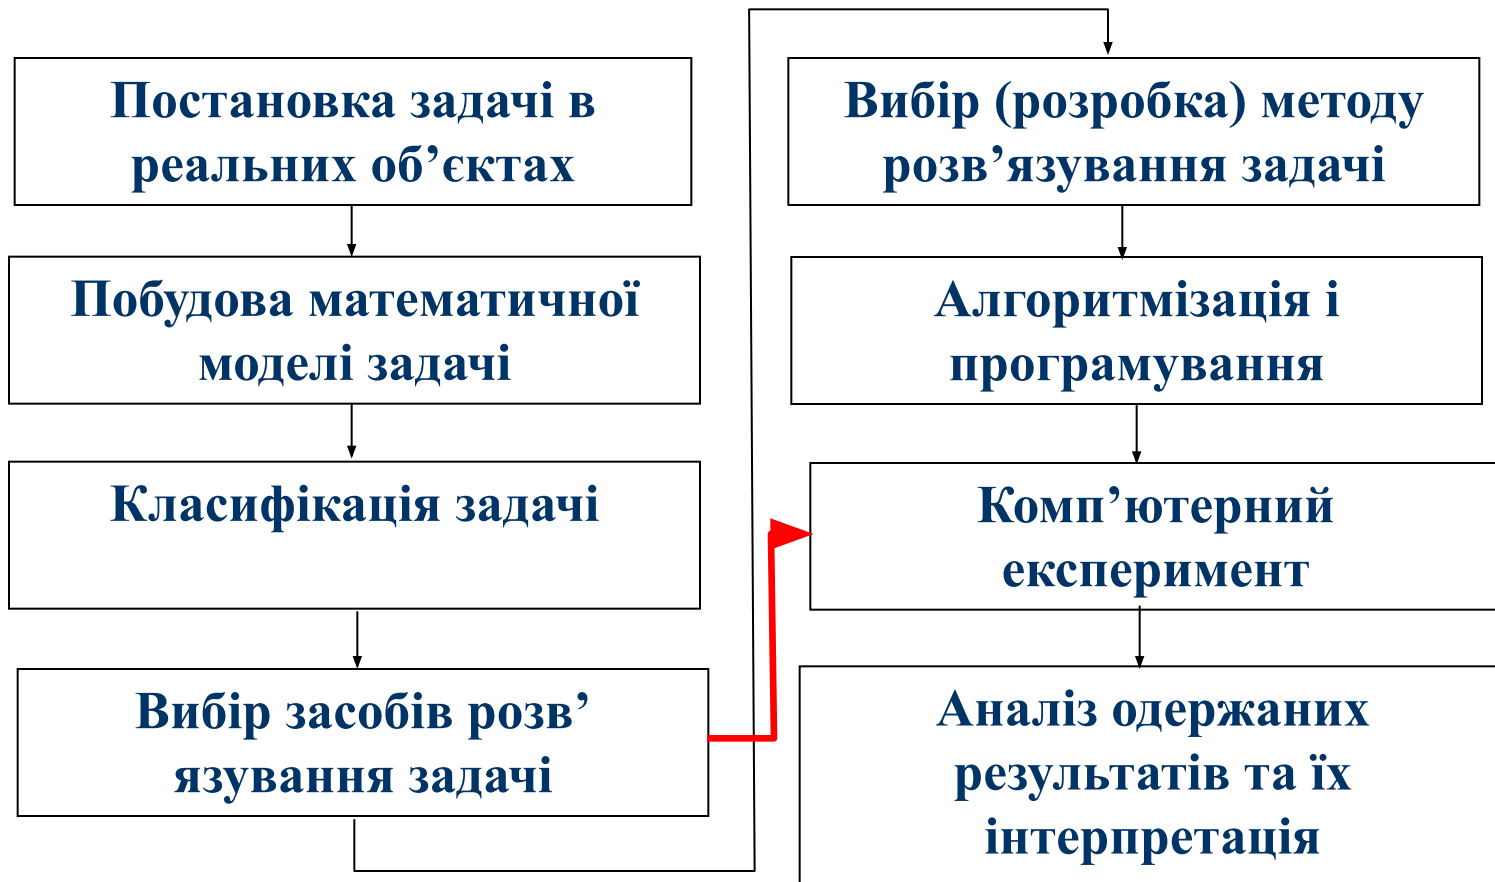 Постановка задачі в
реальних об’єктах
Побудова математичної
моделі задачі
Класифікація задачі
Вибір засобів розв’
язування задачі
Вибір (розробка) методу
розв’язування задачі
Алгоритмізація і
програмування
Комп’ютерний
експеримент
Аналіз одержаних
результатів та їх
інтерпретація